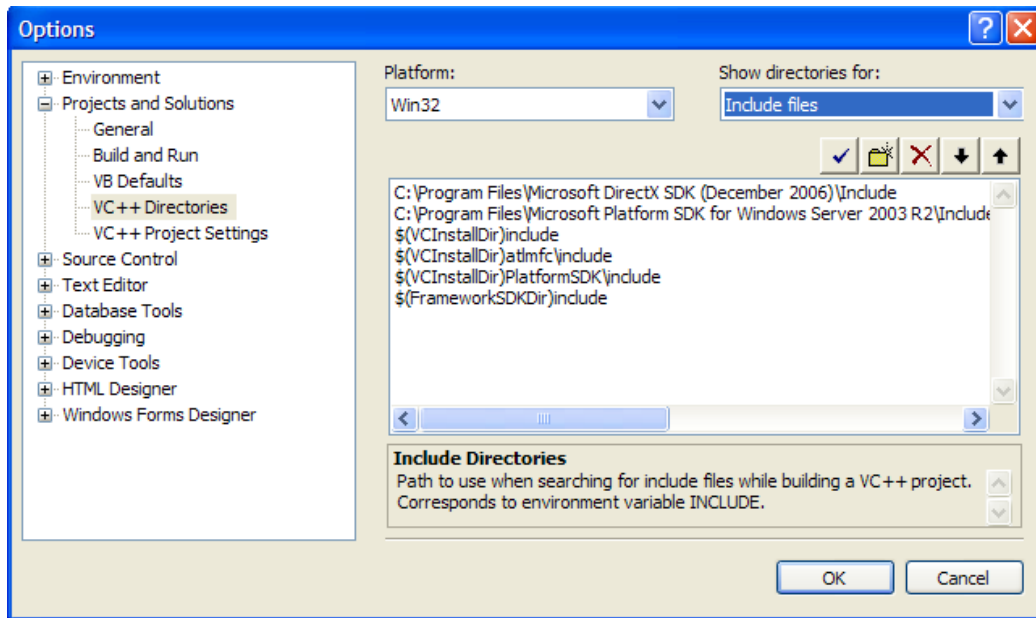 Options
Environment
Projects and Solutions
General
Build and Run
VB Defaults
VC++ Directories
VC++ Project Settings
Source Control
Text Editor
Database Tools
Debugging
Device Tools
HTML Designer
Windows Forms Designer
Platform:
Win32
Show directories for:
Include files
C:\Program Files\Microsoft DirectX SDK (December 2006)\Include
C:\Program Files\Microsoft Platform SDK for Windows Server 2003 R2\Include
$(VCInstallDir)include
$(VCInstallDir)atlmfc\include
$(VCInstallDir)PlatformSDK\include
$(FrameworkSDKDir)include
Include Directories
Path to use when searching for include files while building a VC++ project.
Corresponds to environment variable INCLUDE.
OK
Cancel